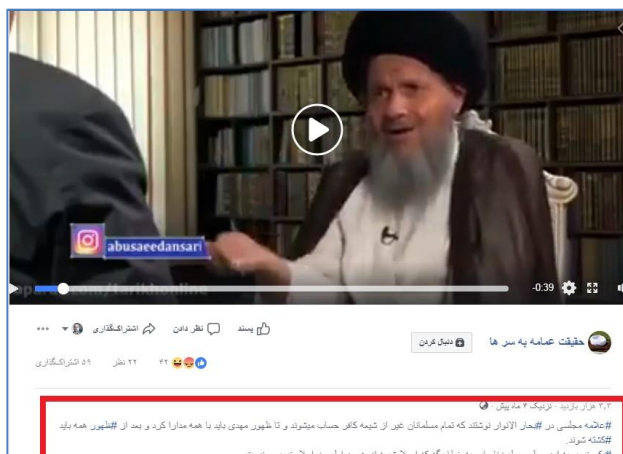 abusaeedansari
aparat.com/tarikhonline
-0:39
پسند نظر دادن اشتراک‌گذاری
حقیقت عمامه به سر ها
دنبال کردن
۴۲ ۲۲ نظر ۵۹ اشتراک‌گذاری
۳٫۳ هزار بازدید · نزدیک ۴ ماه پیش ·
#علامه مجلسی در #بحار الانوار نوشتند که تمام مسلمانان غیر از شیعه کافر حساب میشوند و تا ظهور مهدی باید با همه مدارا کرد و بعد از #ظهور همه باید
#کشته شوند.